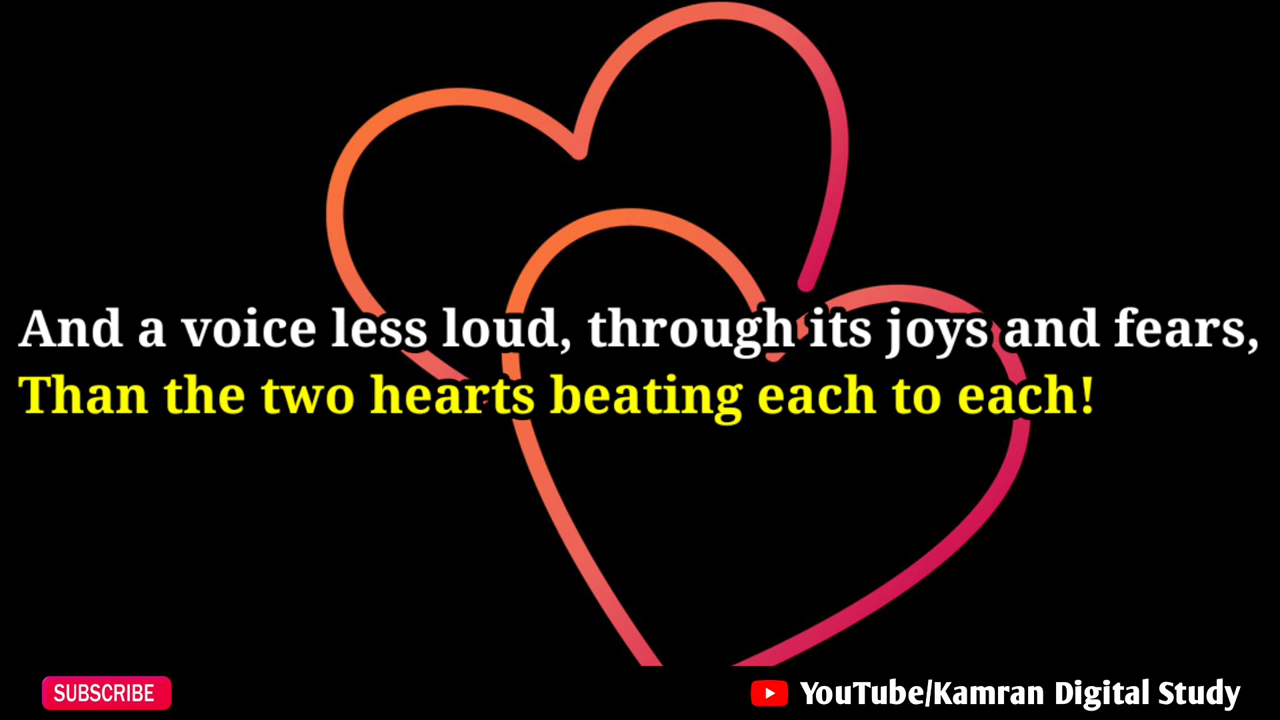 And a voice less loud, through its joys and fears,
Than the two hearts beating each to each!
SUBSCRIBE
YouTube/Kamran Digital Study